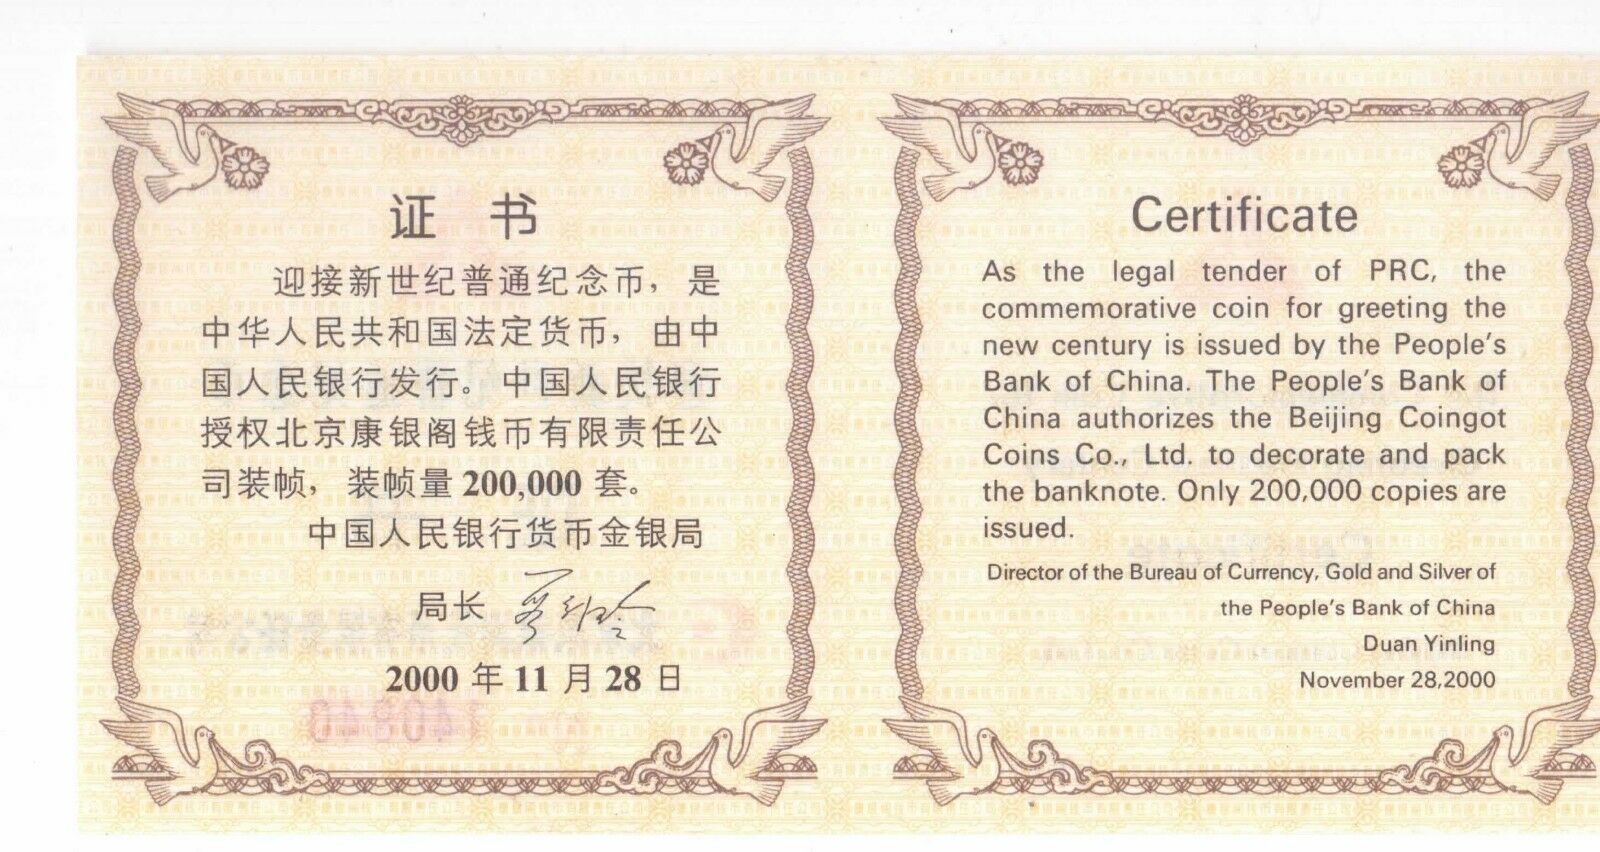 证 书
迎接新世纪普通纪念币，是
中华人民共和国法定货币，由中
国人民银行发行。中国人民银行
授权北京康银阁钱币有限责任公
司装帧，装帧量 200,000 套。
中国人民银行货币金银局
局长
2000 年 11 月 28 日
Certificate
As the legal tender of PRC, the
commemorative coin for greeting the
new century is issued by the People's
Bank of China. The People's Bank of
China authorizes the Beijing Coingot
Coins Co., Ltd. to decorate and pack
the banknote. Only 200,000 copies are
issued.
Director of the Bureau of Currency, Gold and Silver of
the People's Bank of China
Duan Yinling
November 28,2000